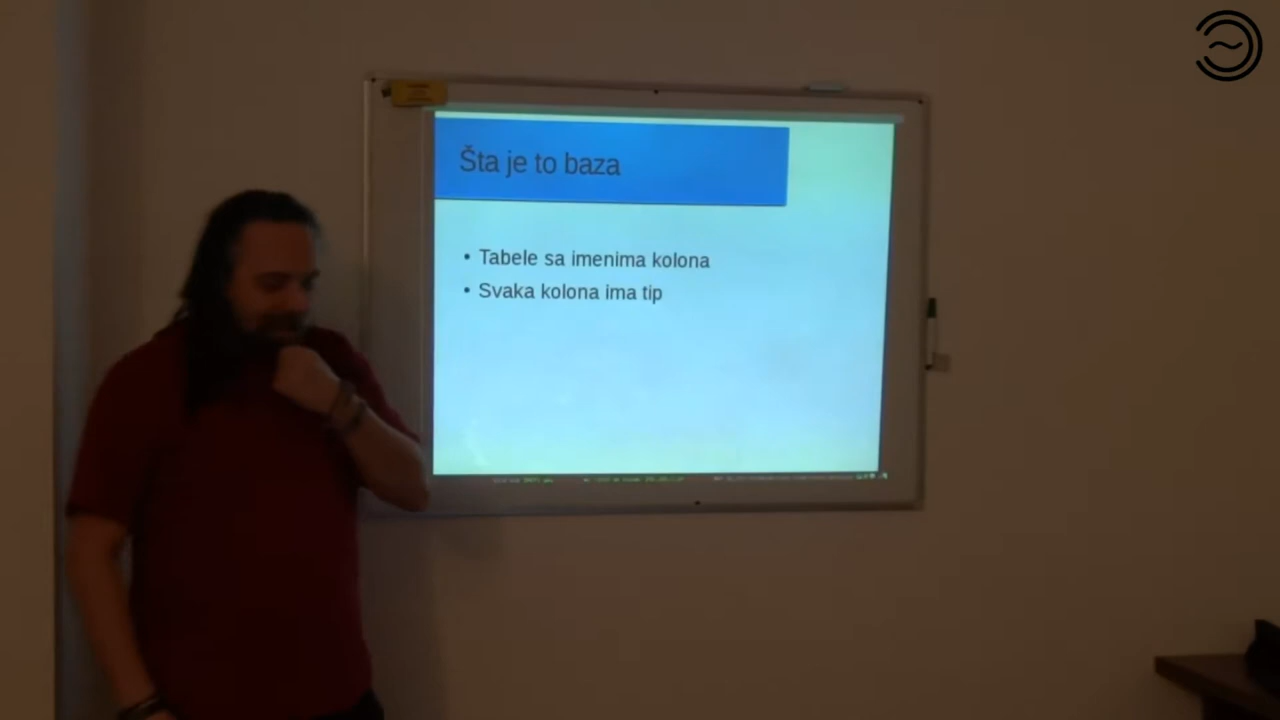 Šta je to baza
• Tabele sa imenima kolona
• Svaka kolona ima tip